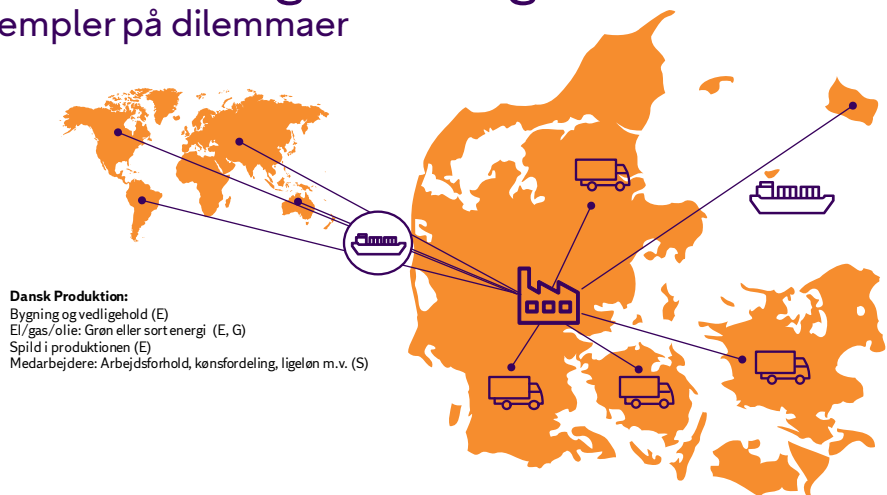 empler på dilemmaer
Dansk Produktion:
Bygning og vedligehold (E)
El/gas/olie: Grøn eller sort energi (E, G)
Spild i produktionen (E)
Medarbejdere: Arbejdsforhold, kønsfordeling, ligeløn m.v. (S)